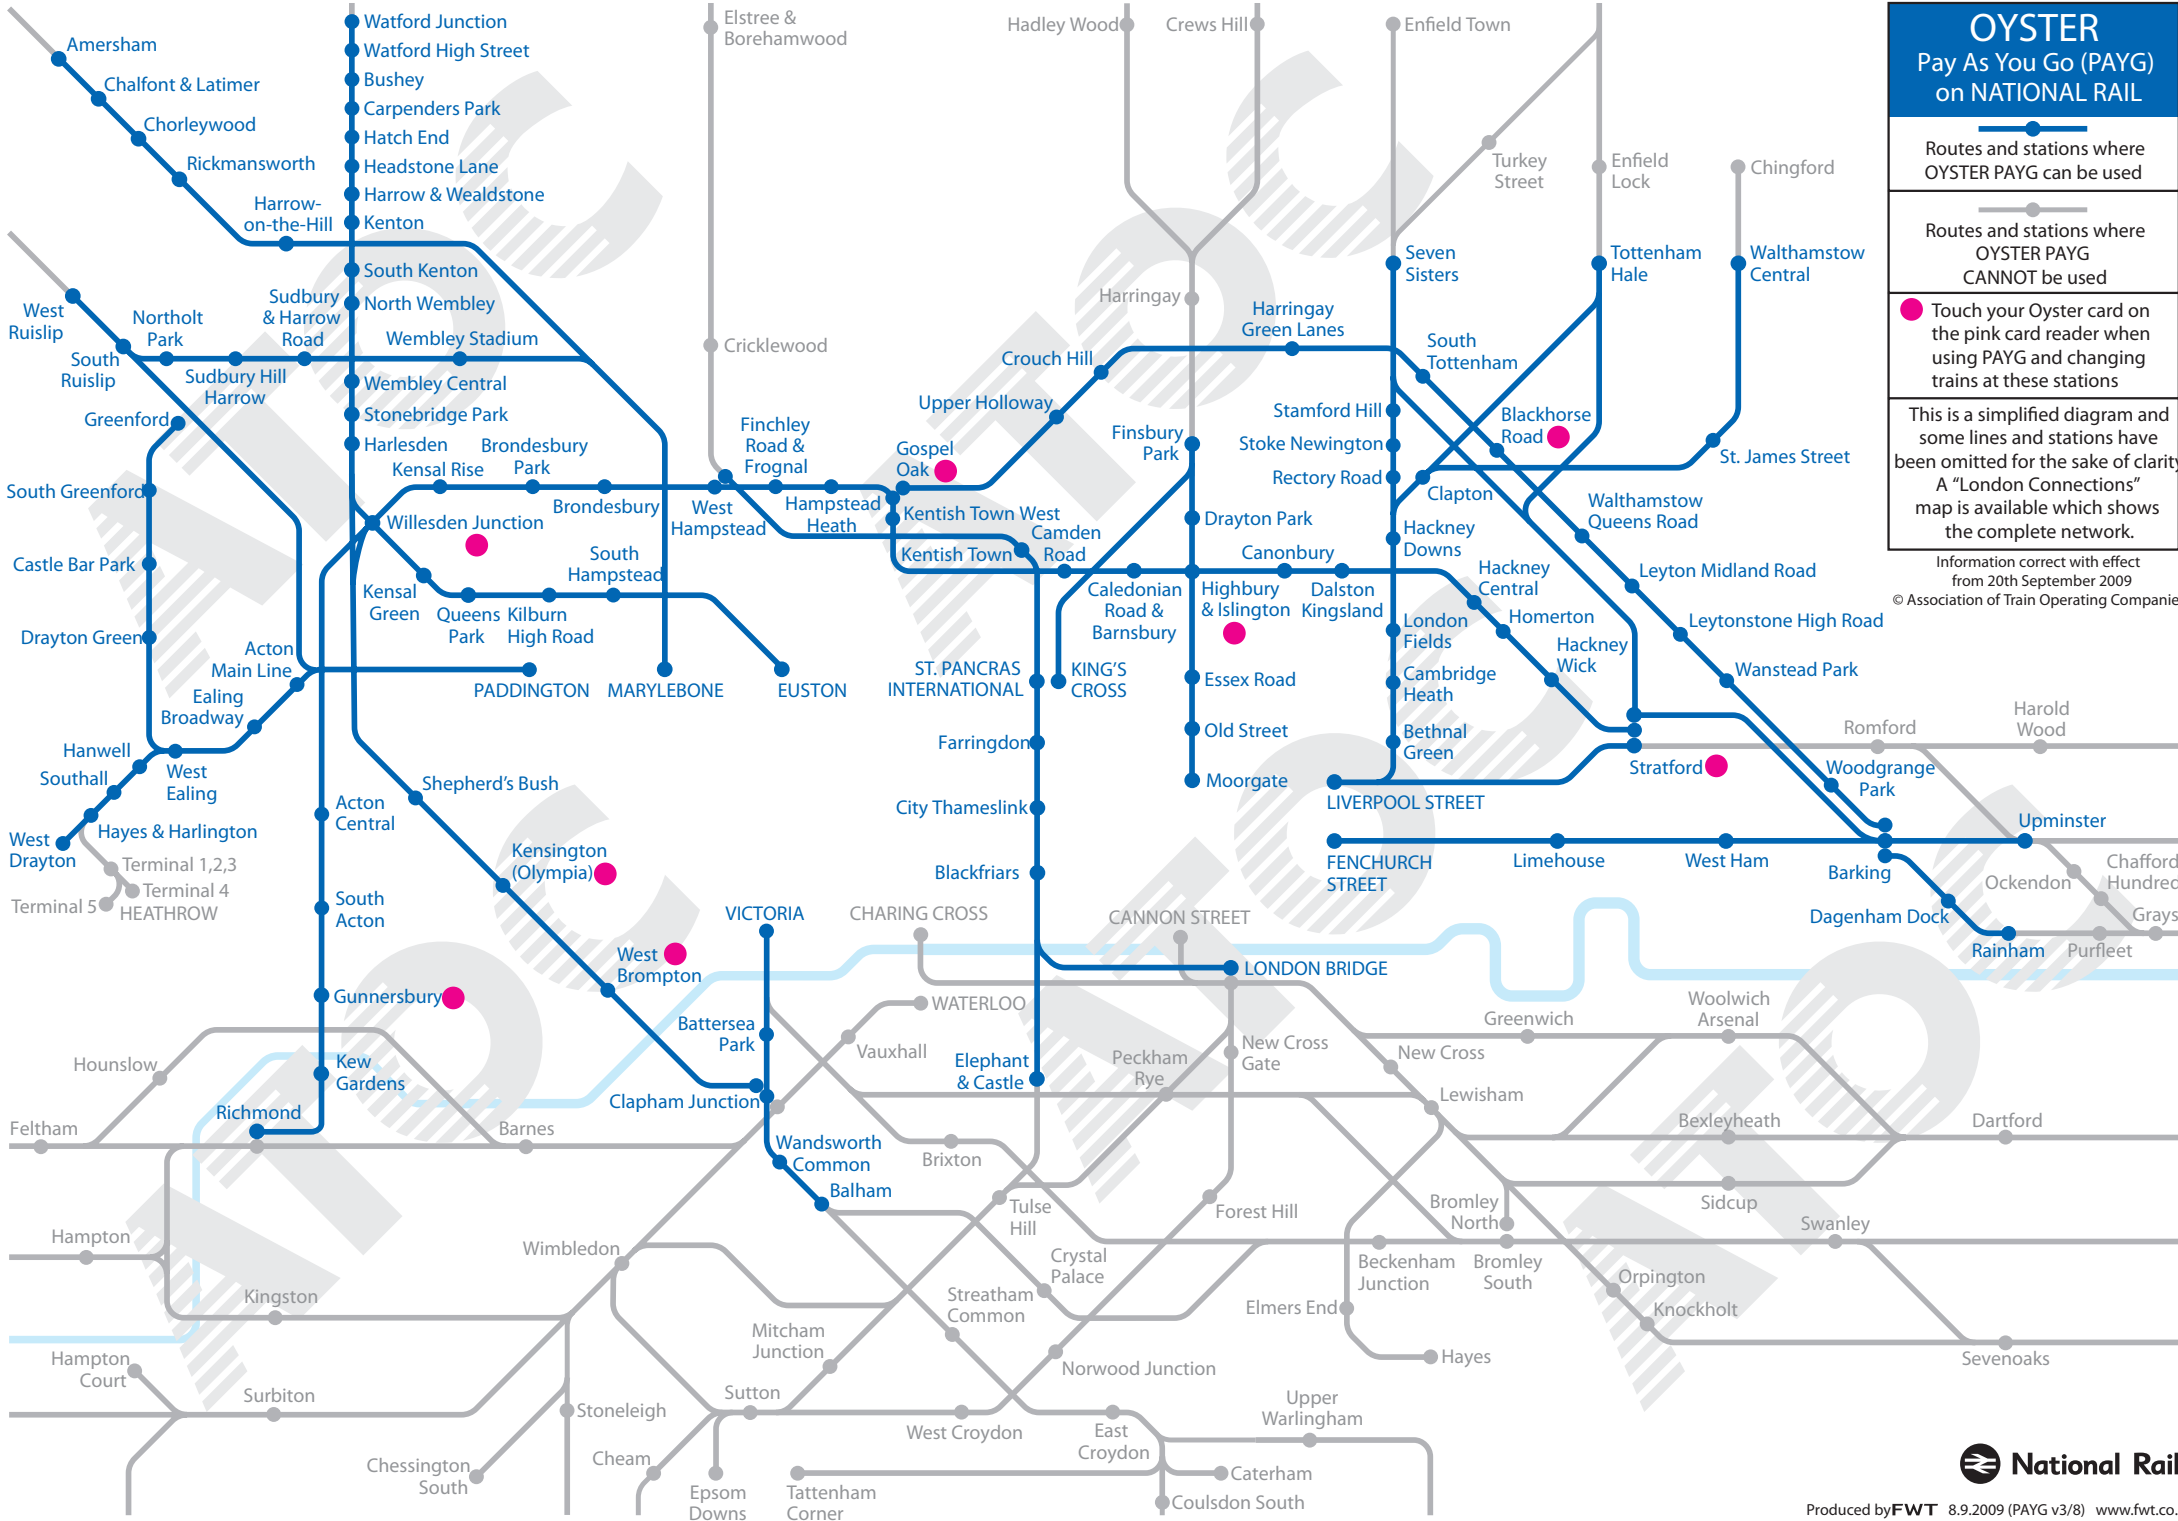 OYSTER
Pay As You Go (PAYG)
on NATIONAL RAIL
Routes and stations where
OYSTER PAYG can be used
Routes and stations where
OYSTER PAYG
CANNOT be used
Touch your Oyster card on
the pink card reader when
using PAYG and changing
trains at these stations
This is a simplified diagram and
some lines and stations have
been omitted for the sake of clarity
A “London Connections”
map is available which shows
the complete network.
Information correct with effect
from 20th September 2009
© Association of Train Operating Companie
Amersham
Chalfont & Latimer
Chorleywood
Rickmansworth
Harrow-
on-the-Hill
Watford Junction
Watford High Street
Bushey
Carpenders Park
Hatch End
Headstone Lane
Harrow & Wealdstone
Kenton
South Kenton
North Wembley
Wembley Central
Stonebridge Park
Harlesden
Elstree &
Borehamwood
Cricklewood
Hadley Wood
Crews Hill
Enfield Town
Turkey
Street
Enfield
Lock
Chingford
Seven
Sisters
Tottenham
Hale
Walthamstow
Central
West
Ruislip
South
Ruislip
Northolt
Park
Sudbury Hill
Harrow
Sudbury
& Harrow
Road
Wembley Stadium
Harringay
Harringay
Green Lanes
Crouch Hill
Upper Holloway
South
Tottenham
Blackhorse
Road
St. James Street
Greenford
South Greenford
Castle Bar Park
Drayton Green
Kensal Rise
Brondesbury
Park
Brondesbury
West
Hampstead
Finchley
Road &
Frognal
Hampstead
Heath
Gospel
Oak
Kentish Town West
Kentish Town
Camden
Road
Finsbury
Park
Drayton Park
Stamford Hill
Stoke Newington
Rectory Road
Clapton
Hackney
Downs
Walthamstow
Queens Road
Leyton Midland Road
Leytonstone High Road
Wanstead Park
Woodgrange
Park
Willesden Junction
Kensal
Green
Queens
Park
Kilburn
High Road
South
Hampstead
Caledonian
Road &
Barnsbury
Highbury
& Islington
Canonbury
Dalston
Kingsland
Hackney
Central
Homerton
Hackney
Wick
London
Fields
Cambridge
Heath
Bethnal
Green
Acton
Main Line
Ealing
Broadway
PADDINGTON
MARYLEBONE
EUSTON
ST. PANCRAS
INTERNATIONAL
KING'S
CROSS
Essex Road
Old Street
Moorgate
Farringdon
City Thameslink
Blackfriars
LIVERPOOL STREET
Stratford
Romford
Harold
Wood
Hanwell
Southall
West
Ealing
Hayes & Harlington
West
Drayton
Terminal 1,2,3
Terminal 4
Terminal 5
HEATHROW
Acton
Central
South
Acton
Gunnersbury
Kew
Gardens
Richmond
Shepherd's Bush
Kensington
(Olympia)
West
Brompton
FENCHURCH
STREET
Limehouse
West Ham
Barking
Upminster
Ockendon
Chafford
Hundred
Grays
Dagenham Dock
Rainham
Purfleet
VICTORIA
CHARING CROSS
CANNON STREET
LONDON BRIDGE
WATERLOO
Vauxhall
Battersea
Park
Clapham Junction
Elephant
& Castle
Peckham
Rye
New Cross
Gate
New Cross
Greenwich
Woolwich
Arsenal
Lewisham
Bexleyheath
Dartford
Hounslow
Feltham
Barnes
Wandsworth
Common
Balham
Brixton
Tulse
Hill
Forest Hill
Bromley
North
Sidcup
Swanley
Hampton
Kingston
Wimbledon
Crystal
Palace
Streatham
Common
Beckenham
Junction
Bromley
South
Orpington
Knockholt
Elmers End
Hayes
Sevenoaks
Hampton
Court
Surbiton
Mitcham
Junction
Norwood Junction
Sutton
Stoneleigh
Cheam
Chessington
South
Epsom
Downs
Tattenham
Corner
West Croydon
East
Croydon
Upper
Warlingham
Caterham
Coulsdon South
National Rail
Produced by FWT 8.9.2009 (PAYG v3/8) www.fwt.co.
ATOC
ATOC
ATOC
ATOC
ATOC
ATOC